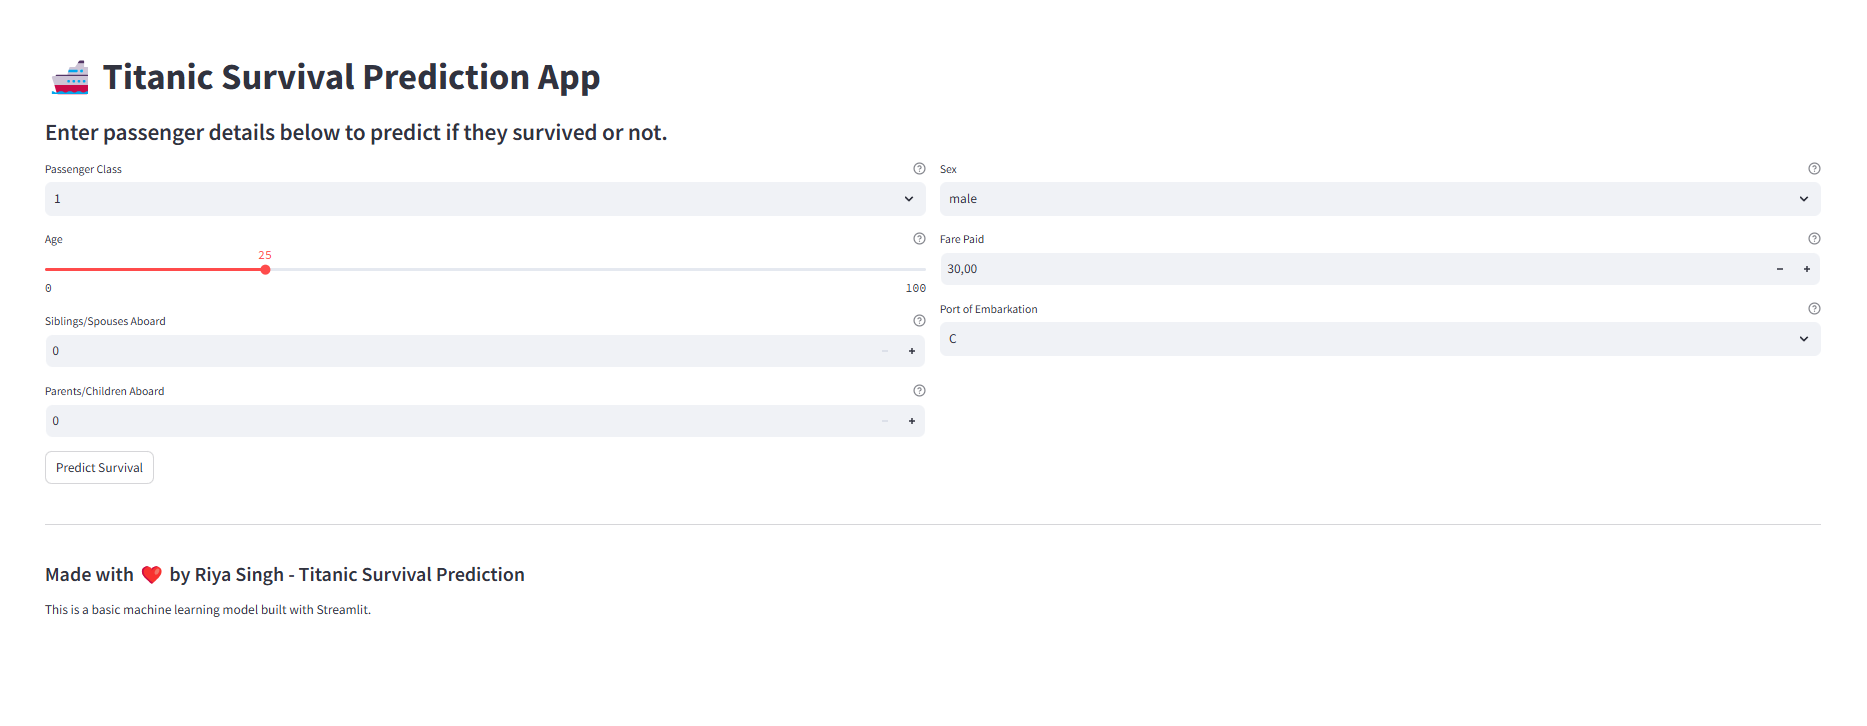 Titanic Survival Prediction App
Enter passenger details below to predict if they survived or not.
Passenger Class
1
Age
25
0
100
Siblings/Spouses Aboard
0
Parents/Children Aboard
0
Sex
male
Fare Paid
30,00
Port of Embarkation
C
Predict Survival
Made with ❤️ by Riya Singh - Titanic Survival Prediction
This is a basic machine learning model built with Streamlit.